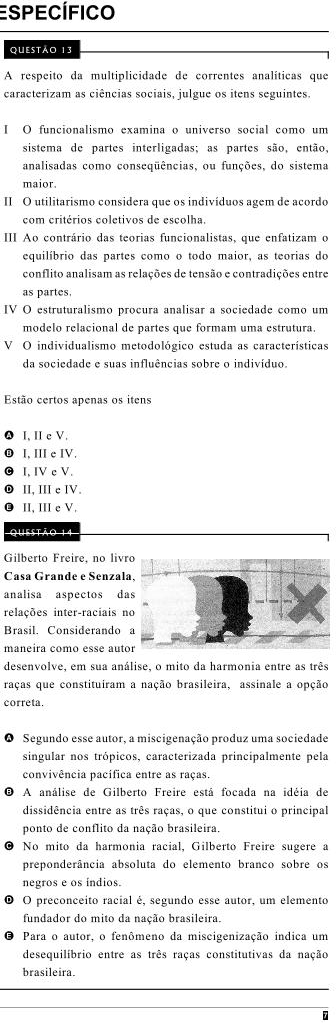 ESPECÍFICO
QUESTÃO 13
A respeito da multiplicidade de correntes analíticas que
caracterizam as ciências sociais, julgue os itens seguintes.
I O funcionalismo examina o universo social como um
sistema de partes interligadas; as partes são, então,
analisadas como conseqüências, ou funções, do sistema
maior.
II O utilitarismo considera que os indivíduos agem de acordo
com critérios coletivos de escolha.
III Ao contrário das teorias funcionalistas, que enfatizam o
equilíbrio das partes como o todo maior, as teorias do
conflito analisam as relações de tensão e contradições entre
as partes.
IV O estruturalismo procura analisar a sociedade como um
modelo relacional de partes que formam uma estrutura.
V O individualismo metodológico estuda as características
da sociedade e suas influências sobre o indivíduo.
Estão certos apenas os itens
A I, II e V.
B I, III e IV.
C I, IV e V.
D II, III e IV.
E II, III e V.
QUESTÃO 14
Gilberto Freire, no livro
Casa Grande e Senzala,
analisa aspectos das
relações inter-raciais no
Brasil. Considerando a
maneira como esse autor
desenvolve, em sua análise, o mito da harmonia entre as três
raças que constituíram a nação brasileira, assinale a opção
correta.
A Segundo esse autor, a miscigenação produz uma sociedade
singular nos trópicos, caracterizada principalmente pela
convivência pacífica entre as raças.
B A análise de Gilberto Freire está focada na idéia de
dissidência entre as três raças, o que constitui o principal
ponto de conflito da nação brasileira.
C No mito da harmonia racial, Gilberto Freire sugere a
preponderância absoluta do elemento branco sobre os
negros e os índios.
D O preconceito racial é, segundo esse autor, um elemento
fundador do mito da nação brasileira.
E Para o autor, o fenômeno da miscigenização indica um
desequilíbrio entre as três raças constitutivas da nação
brasileira.
7